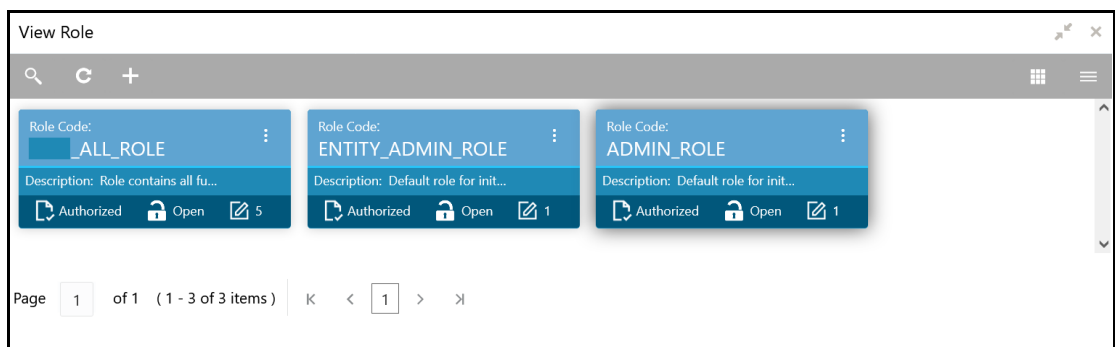 View Role
Role Code:
_ALL_ROLE
Description: Role contains all fu...
Authorized Open 5
Role Code:
ENTITY_ADMIN_ROLE
Description: Default role for init...
Authorized Open 1
Role Code:
ADMIN_ROLE
Description: Default role for init...
Authorized Open 1
Page 1 of 1 ( 1 - 3 of 3 items ) 1